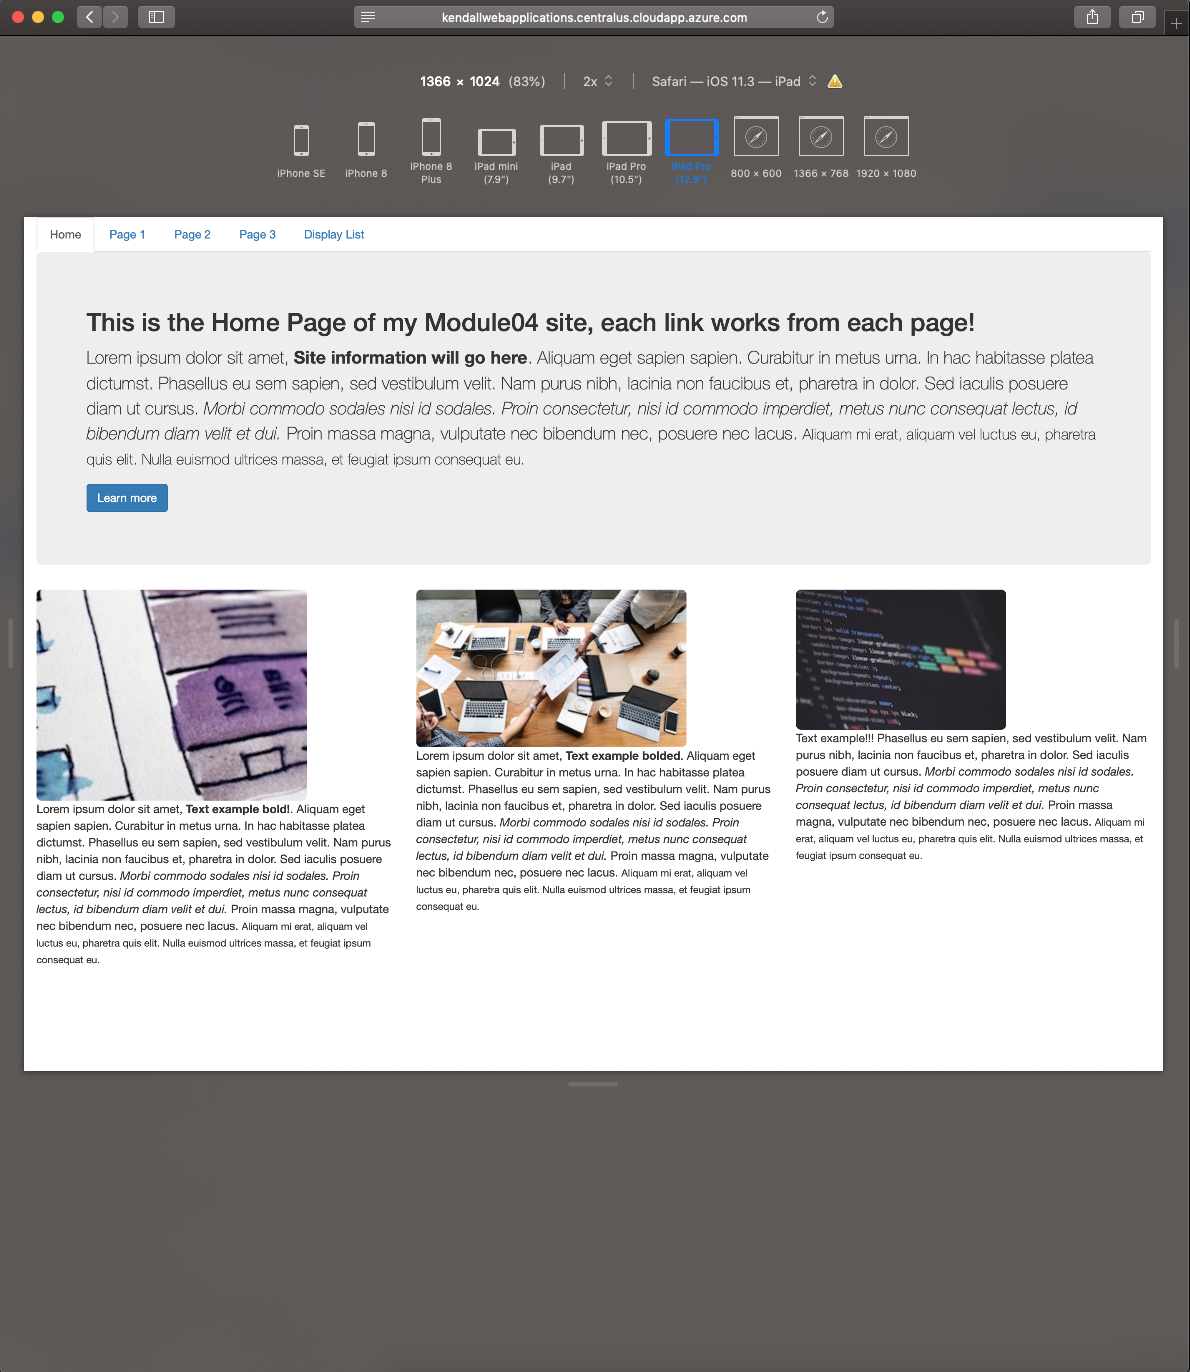 kendallwebapplications.centralus.cloudapp.azure.com
1366 × 1024 (83%) 2x Safari — iOS 11.3 — iPad
iPhone SE
iPhone 8
iPhone 8
Plus
iPad mini
(7.9")
iPad
(9.7")
iPad Pro
(10.5")
iPad Pro
(12.9")
800 × 600
1366 × 768
1920 × 1080
Home Page 1 Page 2 Page 3 Display List
This is the Home Page of my Module04 site, each link works from each page!
Lorem ipsum dolor sit amet, Site information will go here. Aliquam eget sapien sapien. Curabitur in metus urna. In hac habitasse platea
dictumst. Phasellus eu sem sapien, sed vestibulum velit. Nam purus nibh, lacinia non faucibus et, pharetra in dolor. Sed iaculis posuere
diam ut cursus. Morbi commodo sodales nisi id sodales. Proin consectetur, nisi id commodo imperdiet, metus nunc consequat lectus, id
bibendum diam velit et dui. Proin massa magna, vulputate nec bibendum nec, posuere nec lacus. Aliquam mi erat, aliquam vel luctus eu, pharetra
quis elit. Nulla euismod ultrices massa, et feugiat ipsum consequat eu.
Learn more
Lorem ipsum dolor sit amet, Text example bold!. Aliquam eget
sapien sapien. Curabitur in metus urna. In hac habitasse platea
dictumst. Phasellus eu sem sapien, sed vestibulum velit. Nam purus
nibh, lacinia non faucibus et, pharetra in dolor. Sed iaculis posuere
diam ut cursus. Morbi commodo sodales nisi id sodales. Proin
consectetur, nisi id commodo imperdiet, metus nunc consequat
lectus, id bibendum diam velit et dui. Proin massa magna, vulputate
nec bibendum nec, posuere nec lacus. Aliquam mi erat, aliquam vel
luctus eu, pharetra quis elit. Nulla euismod ultrices massa, et feugiat ipsum
consequat eu.
Lorem ipsum dolor sit amet, Text example bolded. Aliquam eget
sapien sapien. Curabitur in metus urna. In hac habitasse platea
dictumst. Phasellus eu sem sapien, sed vestibulum velit. Nam purus
nibh, lacinia non faucibus et, pharetra in dolor. Sed iaculis posuere
diam ut cursus. Morbi commodo sodales nisi id sodales. Proin
consectetur, nisi id commodo imperdiet, metus nunc consequat
lectus, id bibendum diam velit et dui. Proin massa magna, vulputate
nec bibendum nec, posuere nec lacus. Aliquam mi erat, aliquam vel
luctus eu, pharetra quis elit. Nulla euismod ultrices massa, et feugiat ipsum
consequat eu.
Text example!!! Phasellus eu sem sapien, sed vestibulum velit. Nam
purus nibh, lacinia non faucibus et, pharetra in dolor. Sed iaculis
posuere diam ut cursus. Morbi commodo sodales nisi id sodales.
Proin consectetur, nisi id commodo imperdiet, metus nunc
consequat lectus, id bibendum diam velit et dui. Proin massa
magna, vulputate nec bibendum nec, posuere nec lacus. Aliquam mi
erat, aliquam vel luctus eu, pharetra quis elit. Nulla euismod ultrices massa, et
feugiat ipsum consequat eu.